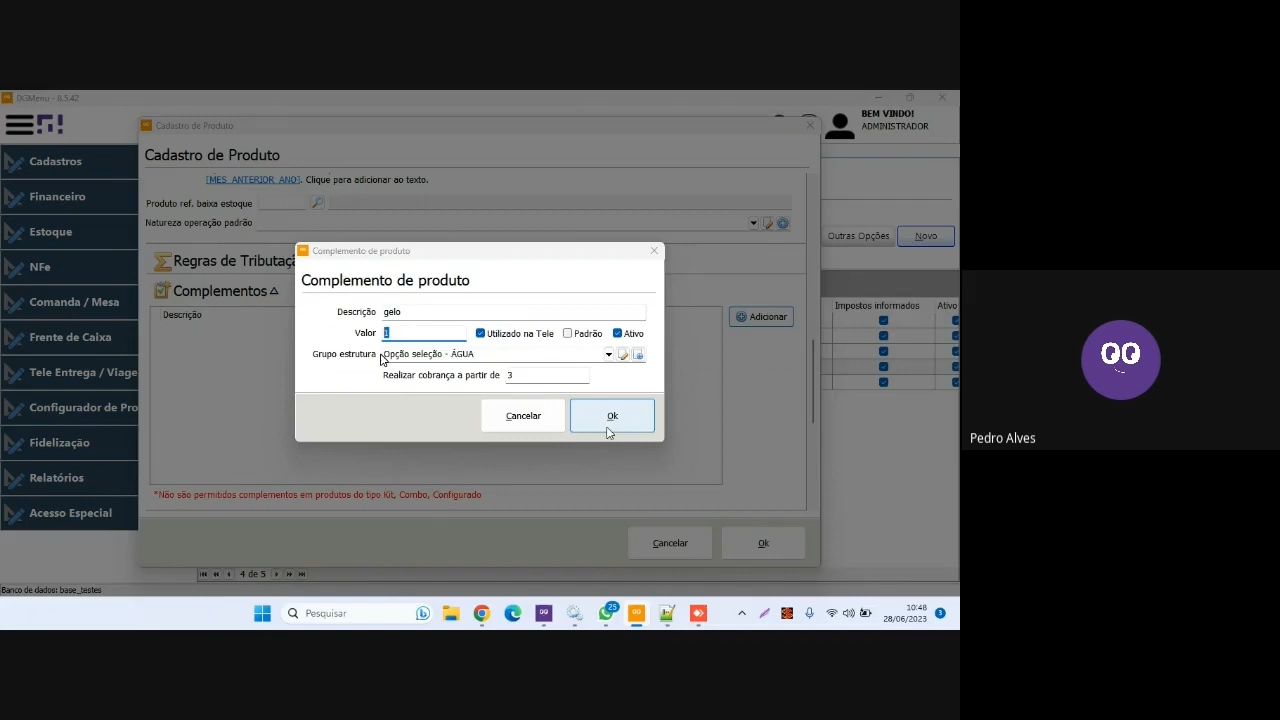 DGMenu - 8.5.42
BEM VINDO!
ADMINISTRADOR
Cadastros
Financeiro
Estoque
NFe
Comanda / Mesa
Frente de Caixa
Tele Entrega / Viage
Configurador de Pro
Fidelização
Relatórios
Acesso Especial
Cadastro de Produto
Cadastro de Produto
[MES_ANTERIOR_ANO]. Clique para adicionar ao texto.
Produto ref. baixa estoque
Natureza operação padrão
Regras de Tributaçã
Complementos
Descrição
Adicionar
*Não são permitidos complementos em produtos do tipo Kit, Combo, Configurado
Cancelar
Ok
Complemento de produto
Complemento de produto
Descrição gelo
Valor 1 Utilizado na Tele Padrão Ativo
Grupo estrutura Opção seleção - ÁGUA
Realizar cobrança a partir de 3
Cancelar
Ok
Outras Opções
Novo
Impostos informados Ativo
4 de 5
Banco de dados: base_testes
Pesquisar
25
10:48
28/06/2023
3
Pedro Alves